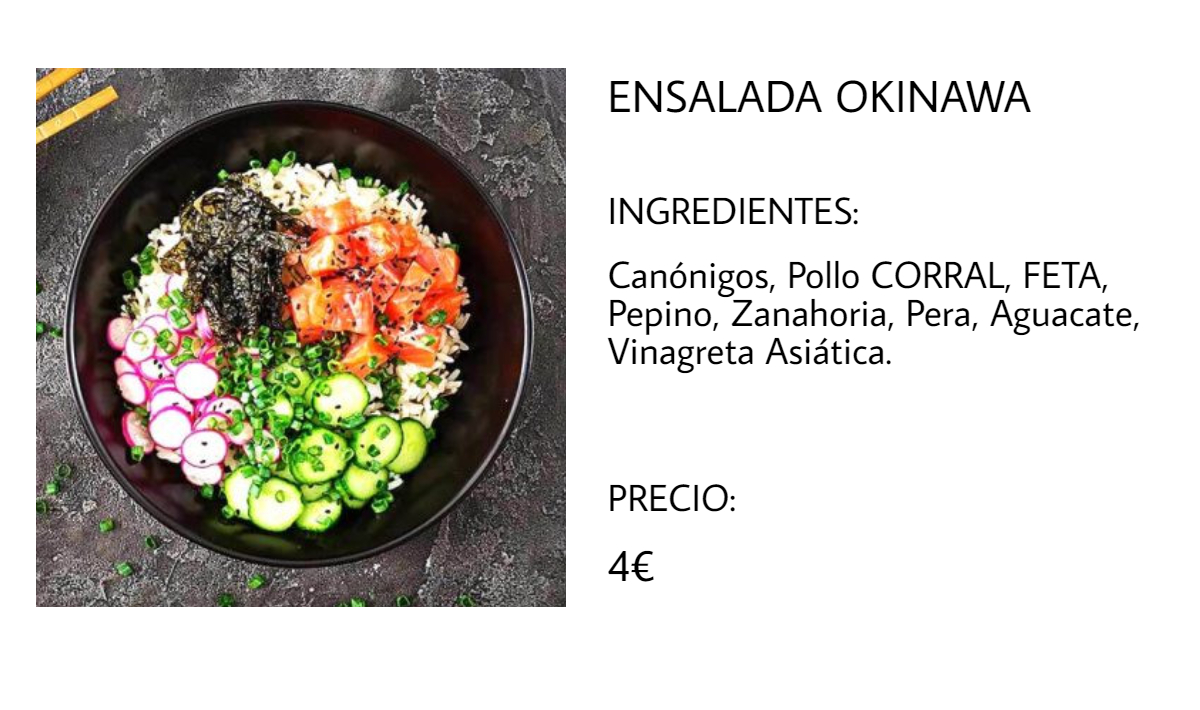 ENSALADA OKINAWA
INGREDIENTES:
Canónigos, Pollo CORRAL, FETA,
Pepino, Zanahoria, Pera, Aguacate,
Vinagreta Asiática.
PRECIO:
4€